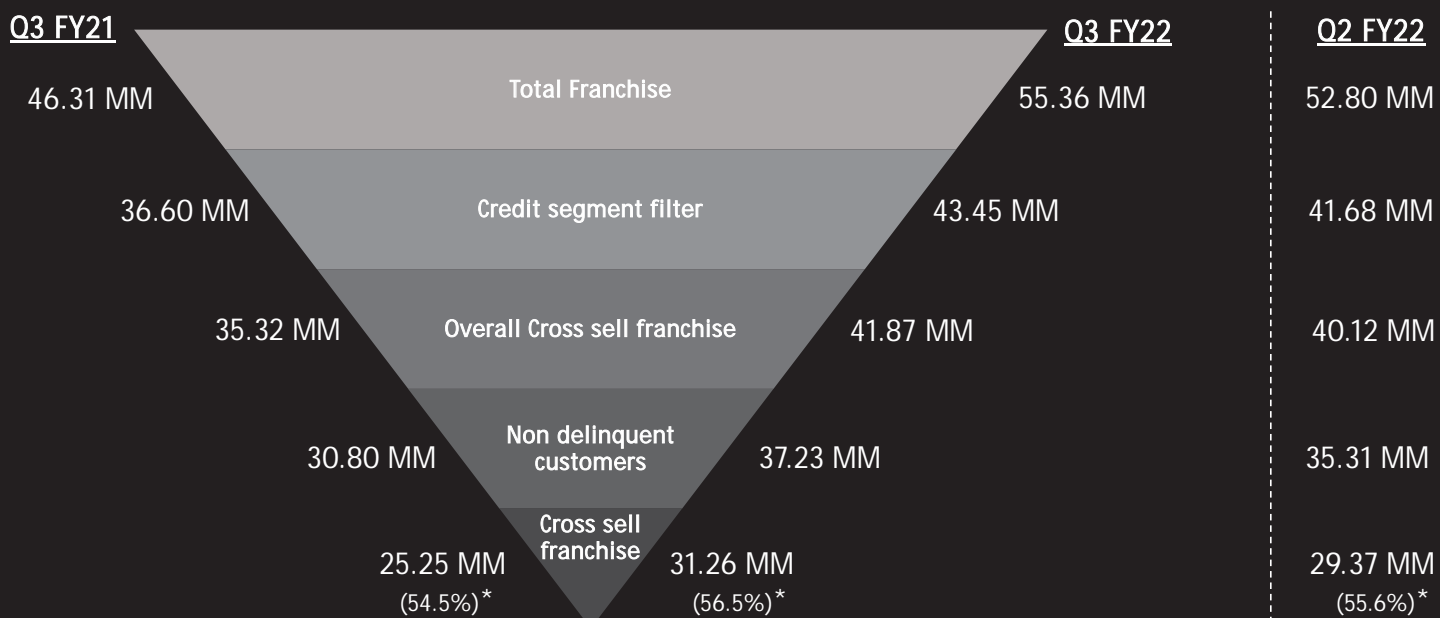 Q3 FY21
Q3 FY22
Q2 FY22
46.31 MM
Total Franchise
55.36 MM
52.80 MM
36.60 MM
Credit segment filter
43.45 MM
41.68 MM
35.32 MM
Overall Cross sell franchise
41.87 MM
40.12 MM
30.80 MM
Non delinquent
customers
37.23 MM
35.31 MM
Cross sell
franchise
25.25 MM
31.26 MM
29.37 MM
(54.5%)*
(56.5%)*
(55.6%)*